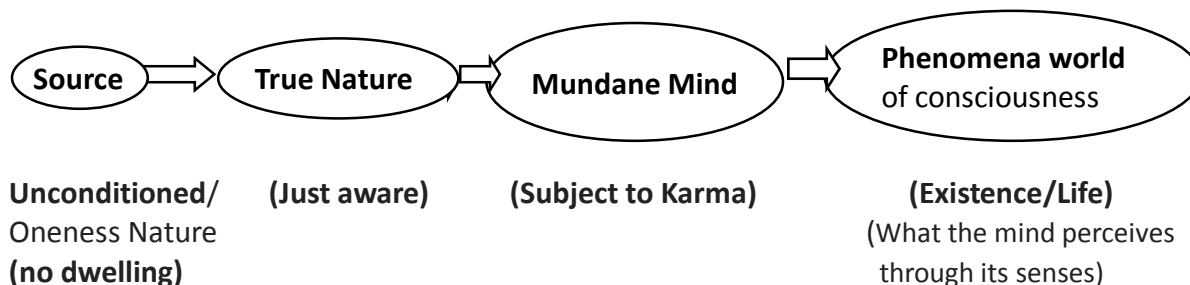 Source
True Nature
Mundane Mind
Phenomena world
of consciousness
Unconditioned/
Oneness Nature
(no dwelling)
(Just aware)
(Subject to Karma)
(Existence/Life)
(What the mind perceives
through its senses)